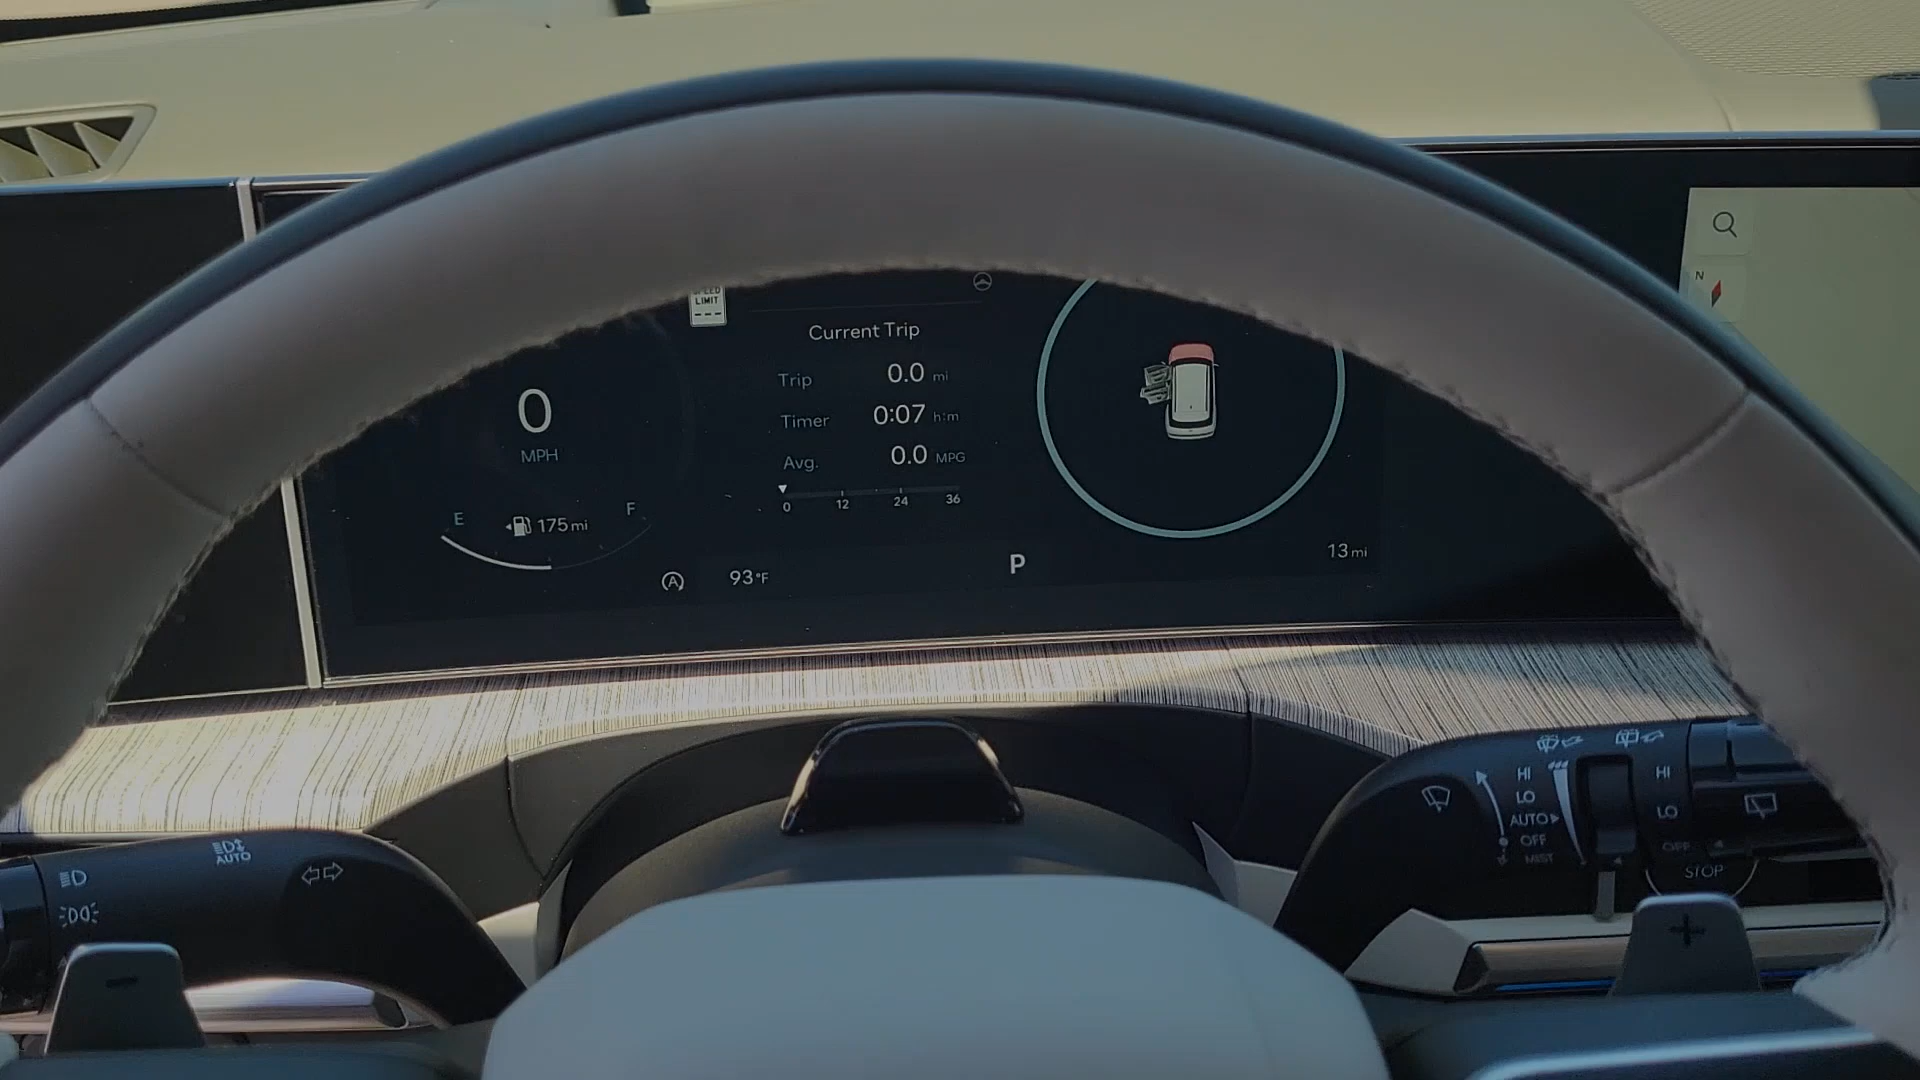 N
SPEED
LIMIT
---
Current Trip
Trip 0.0 mi
Timer 0:07 h:m
Avg. 0.0 MPG
0 12 24 36
0
MPH
E 175 mi F
A 93°F
P
13 mi
AUTO
HI
LO
AUTO
OFF
MIST
HI
LO
OFF
STOP
-
+